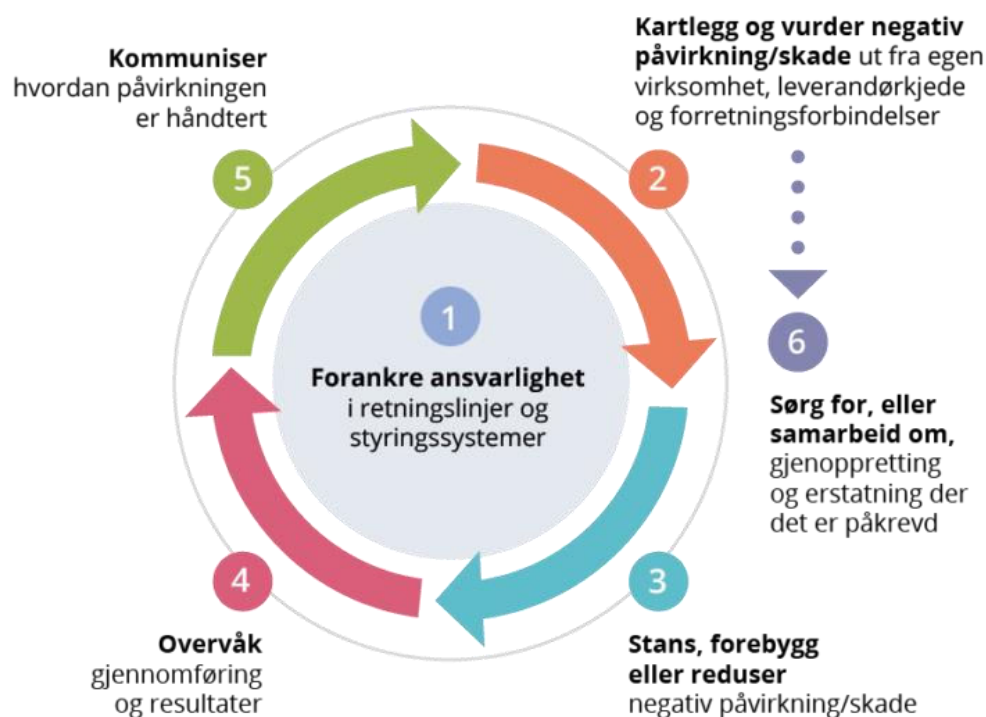 1
Forankre ansvarlighet
i retningslinjer og
styringssystemer
Kartlegg og vurder negativ
påvirkning/skade ut fra egen
virksomhet, leverandørkjede
og forretningsforbindelser
2
3
Stans, forebygg
eller reduser
negativ påvirkning/skade
4
Overvåk
gjennomføring
og resultater
Kommuniser
hvordan påvirkningen
er håndtert
5
6
Sørg for, eller
samarbeid om,
gjenoppretting
og erstatning der
det er påkrevd